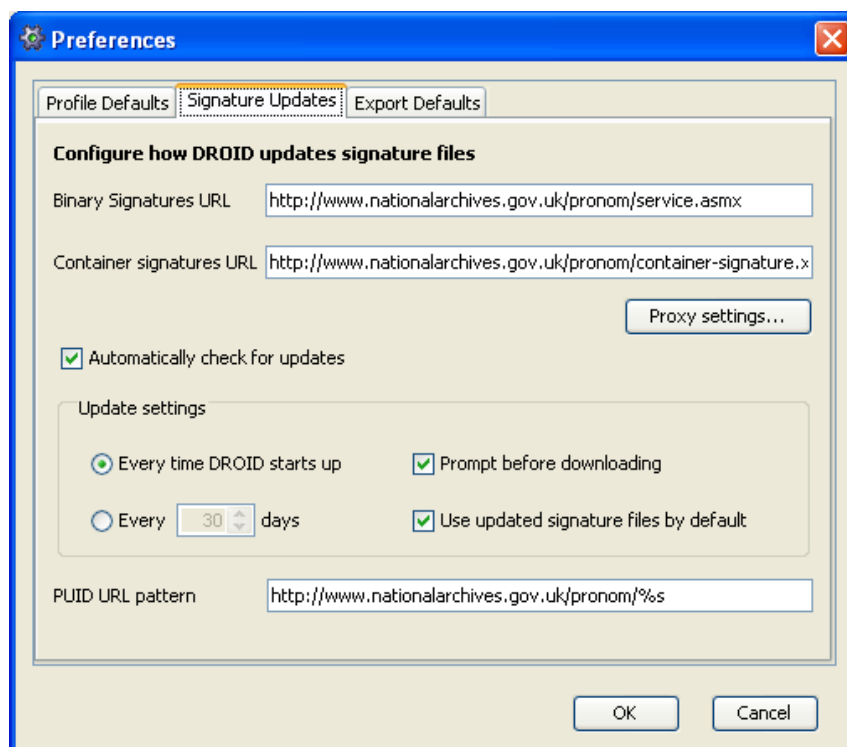 Preferences
Profile Defaults Signature Updates Export Defaults
Configure how DROID updates signature files
Binary Signatures URL http://www.nationalarchives.gov.uk/pronom/service.asmx
Container signatures URL http://www.nationalarchives.gov.uk/pronom/container-signature.x
Proxy settings...
Automatically check for updates
Update settings
Every time DROID starts up Prompt before downloading
Every 30 days Use updated signature files by default
PUID URL pattern http://www.nationalarchives.gov.uk/pronom/%s
OK Cancel